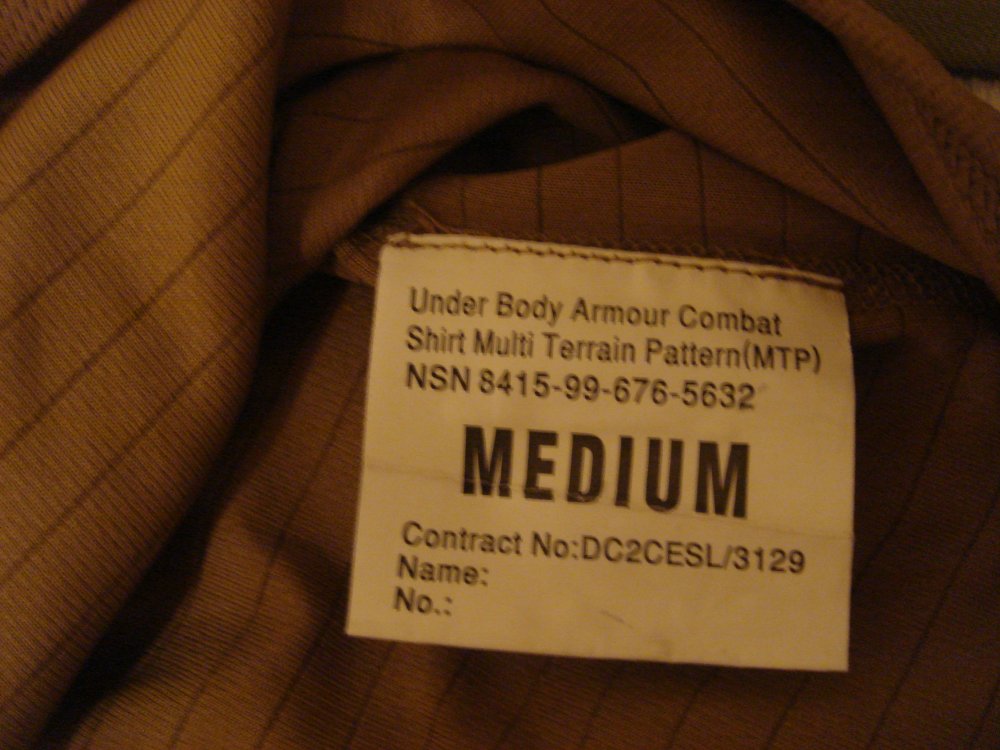 Under Body Armour Combat
Shirt Multi Terrain Pattern(MTP)
NSN 8415-99-676-5632
MEDIUM
Contract No:DC2CESL/3129
Name:
No.: